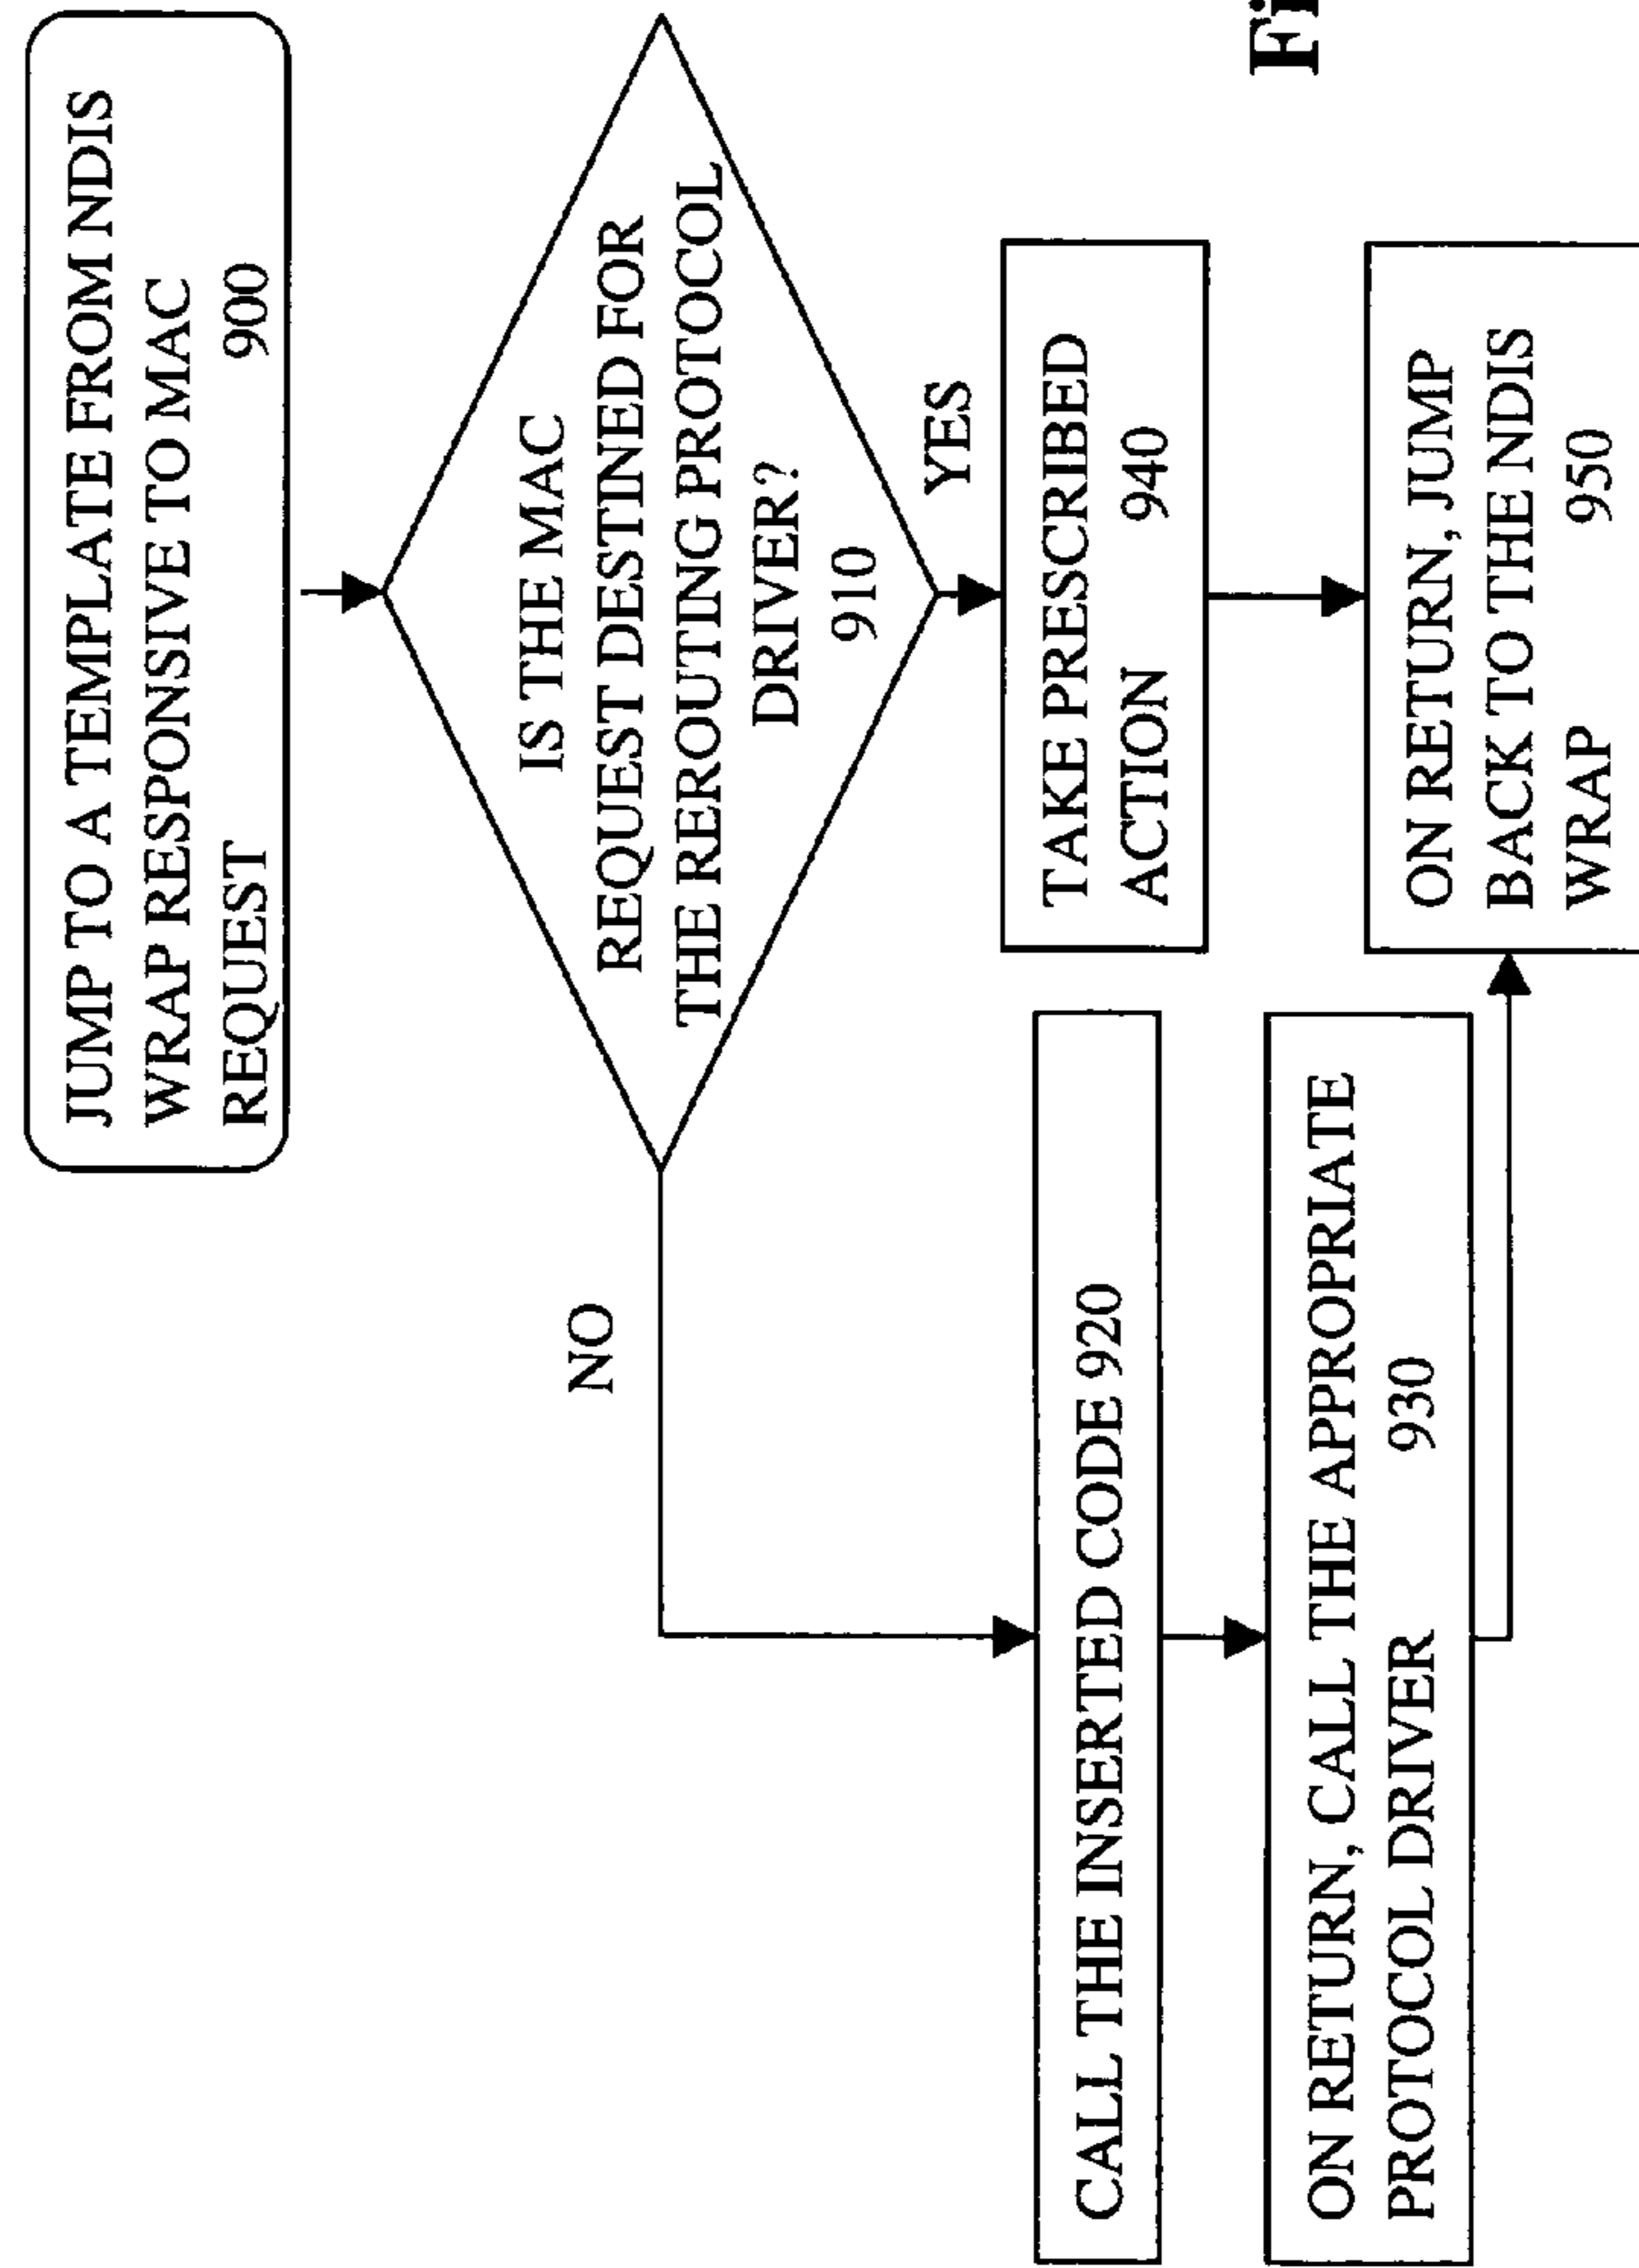 JUMP TO A TEMPLATE FROM NDIS
WRAP RESPONSIVE TO MAC
REQUEST 900
IS THE MAC
REQUEST DESTINED FOR
THE REROUTING PROTOCOL
DRIVER?
910
NO
YES
CALL THE INSERTED CODE 920
ON RETURN, CALL THE APPROPRIATE
PROTOCOL DRIVER 930
TAKE PRESCRIBED
ACTION 940
ON RETURN, JUMP
BACK TO THE NDIS
WRAP 950